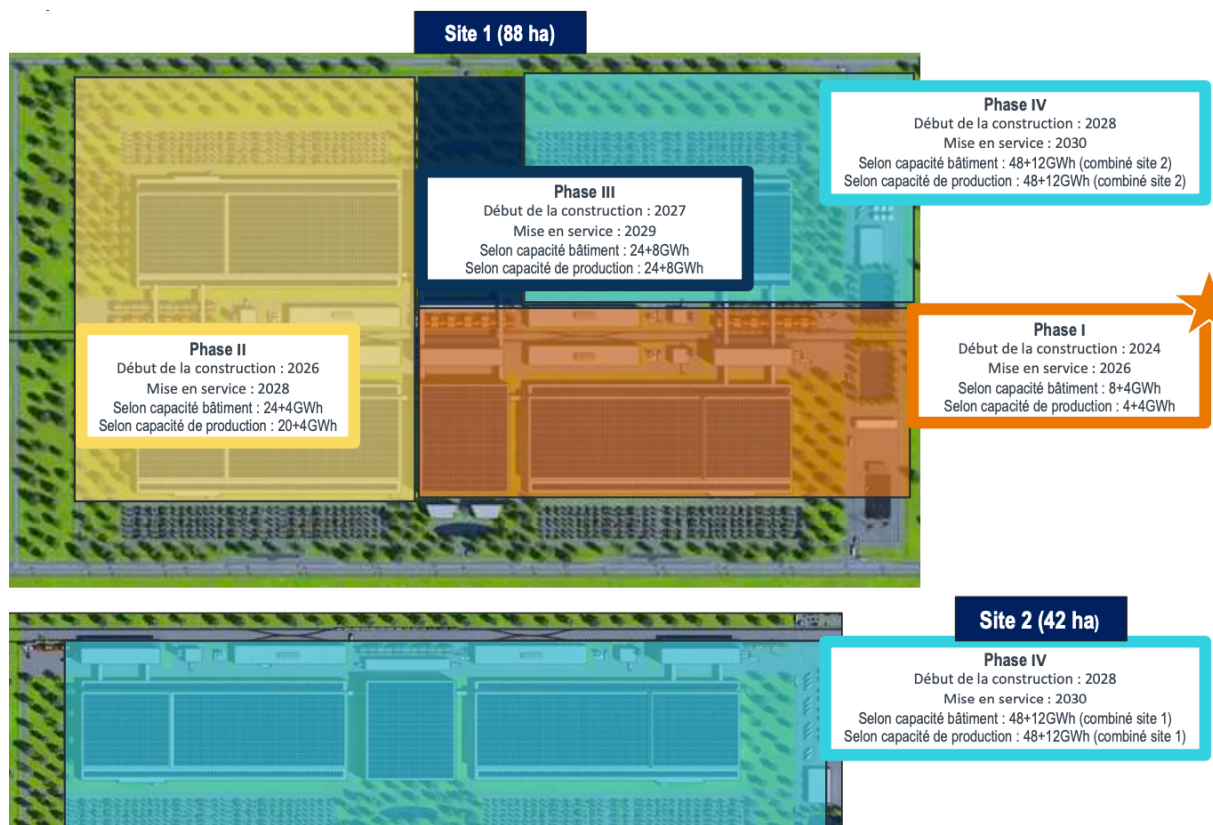 Site 1 (88 ha)
Phase IV
Début de la construction : 2028
Mise en service : 2030
Selon capacité bâtiment : 48+12GWh (combiné site 2)
Selon capacité de production : 48+12GWh (combiné site 2)
Phase III
Début de la construction : 2027
Mise en service : 2029
Selon capacité bâtiment : 24+8GWh
Selon capacité de production : 24+8GWh
Phase II
Début de la construction : 2026
Mise en service : 2028
Selon capacité bâtiment : 24+4GWh
Selon capacité de production : 20+4GWh
Phase I
Début de la construction : 2024
Mise en service : 2026
Selon capacité bâtiment : 8+4GWh
Selon capacité de production : 4+4GWh
Site 2 (42 ha)
Phase IV
Début de la construction : 2028
Mise en service : 2030
Selon capacité bâtiment : 48+12GWh (combiné site 1)
Selon capacité de production : 48+12GWh (combiné site 1)